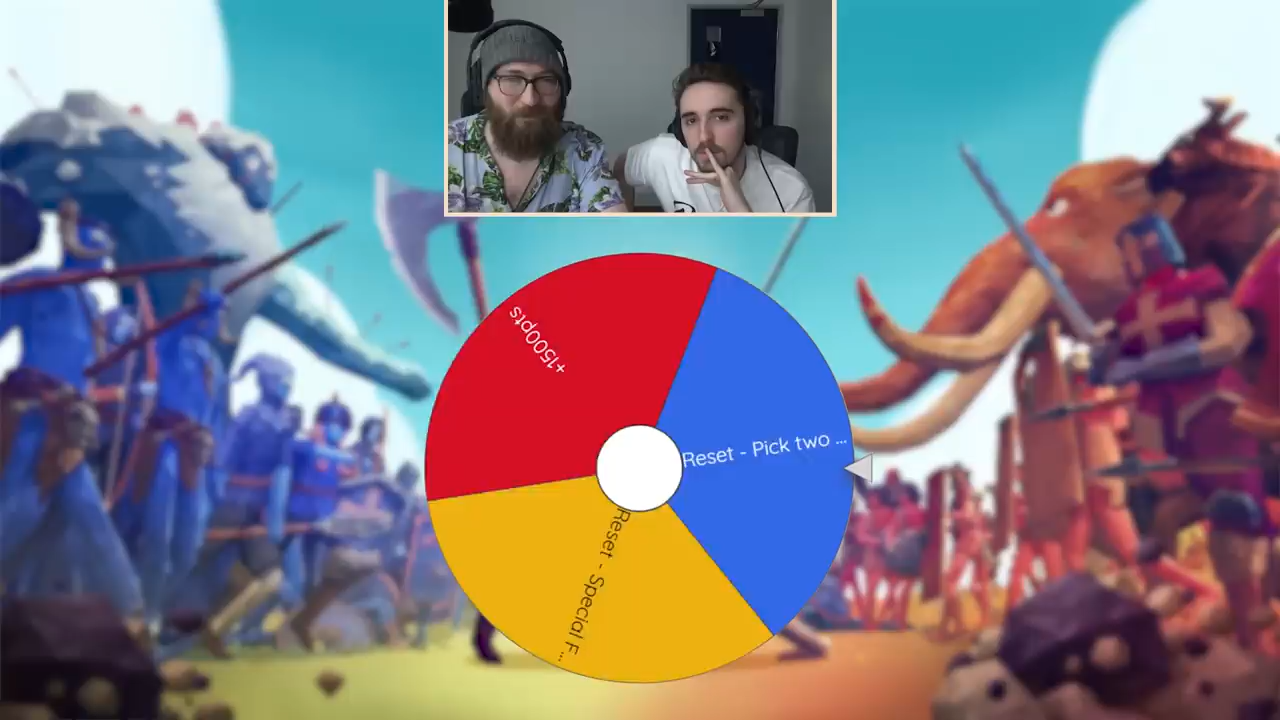 +1500pts
Reset - Pick two ...
Reset - Special F...